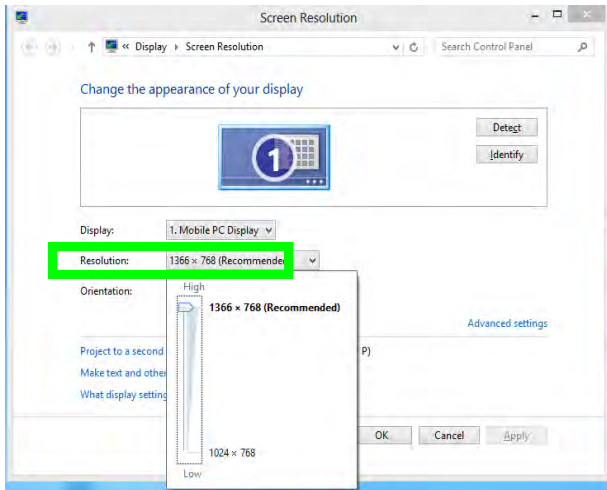 Screen Resolution
« Display ▸ Screen Resolution
Search Control Panel
Change the appearance of your display
1
Detect
Identify
Display: 1. Mobile PC Display
Resolution: 1366 × 768 (Recommended
Orientation:
High
1366 × 768 (Recommended)
Advanced settings
Project to a second P)
Make text and other
What display setting
1024 × 768
Low
OK Cancel Apply